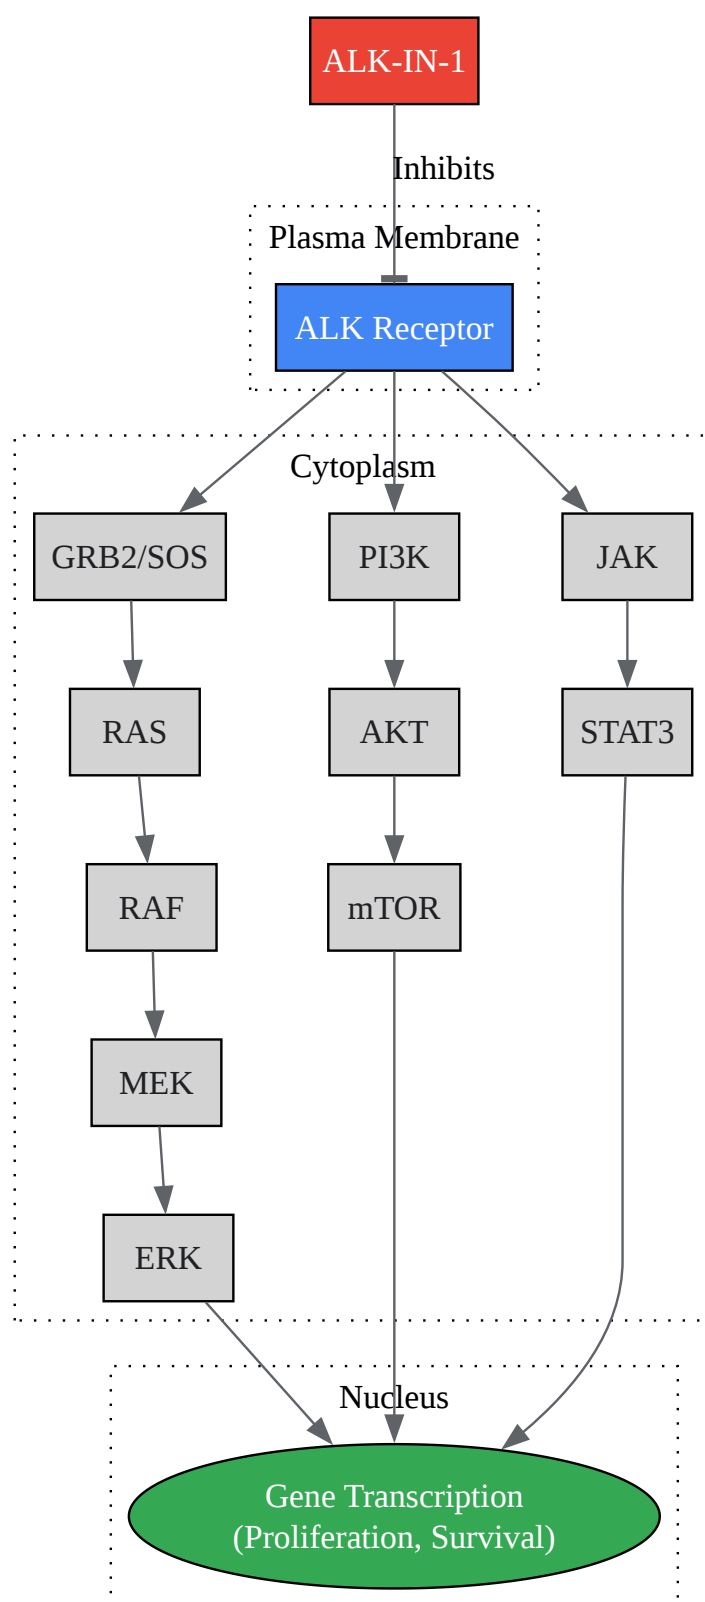 ALK-IN-1
Inhibits
Plasma Membrane
ALK Receptor
Cytoplasm
GRB2/SOS
PI3K
JAK
RAS
AKT
STAT3
RAF
mTOR
MEK
ERK
Nucleus
Gene Transcription
(Proliferation, Survival)